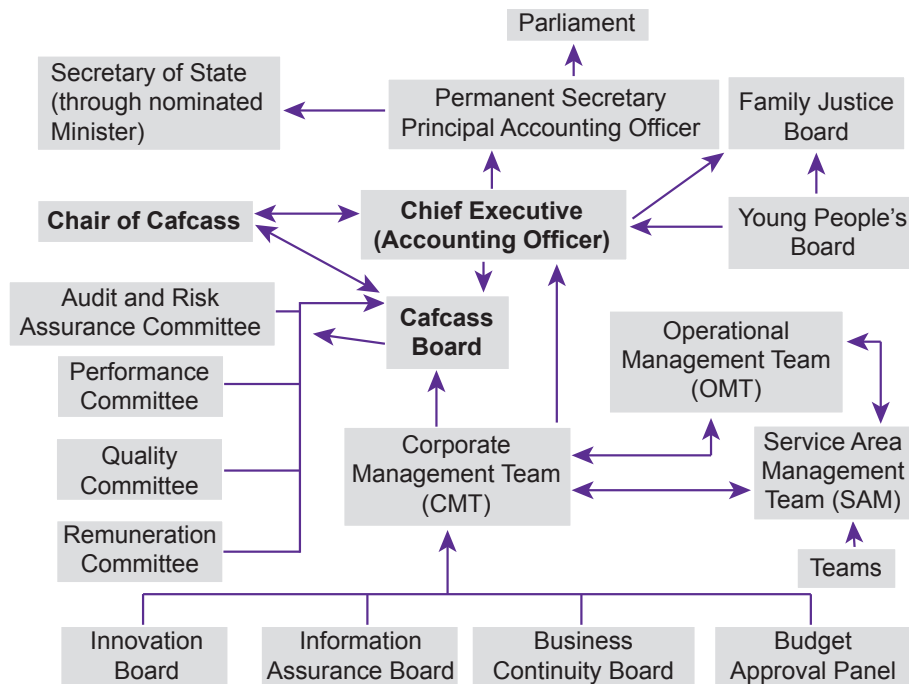 Parliament
Secretary of State
(through nominated
Minister)
Permanent Secretary
Principal Accounting Officer
Family Justice
Board
Chair of Cafcass
Chief Executive
(Accounting Officer)
Young People’s
Board
Audit and Risk
Assurance Committee
Cafcass
Board
Operational
Management Team
(OMT)
Performance
Committee
Quality
Committee
Corporate
Management Team
(CMT)
Service Area
Management
Team (SAM)
Remuneration
Committee
Teams
Innovation
Board
Information
Assurance Board
Business
Continuity Board
Budget
Approval Panel